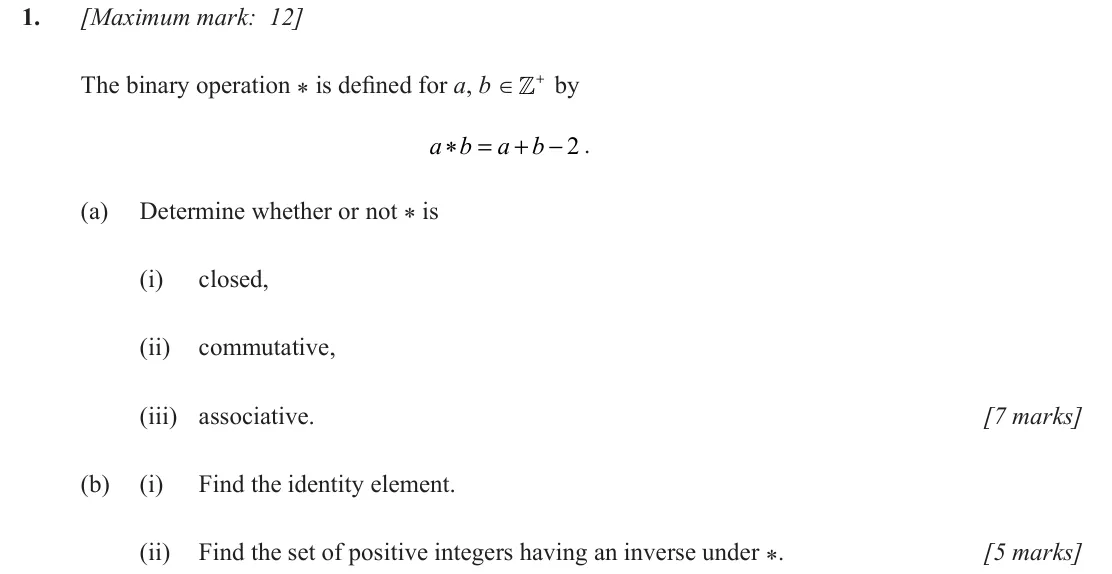 1. [Maximum mark: 12]
The binary operation ∗ is defined for a, b ∈ ℤ⁺ by
a ∗ b = a + b − 2 .
(a) Determine whether or not ∗ is
(i) closed,
(ii) commutative,
(iii) associative. [7 marks]
(b) (i) Find the identity element.
(ii) Find the set of positive integers having an inverse under ∗. [5 marks]